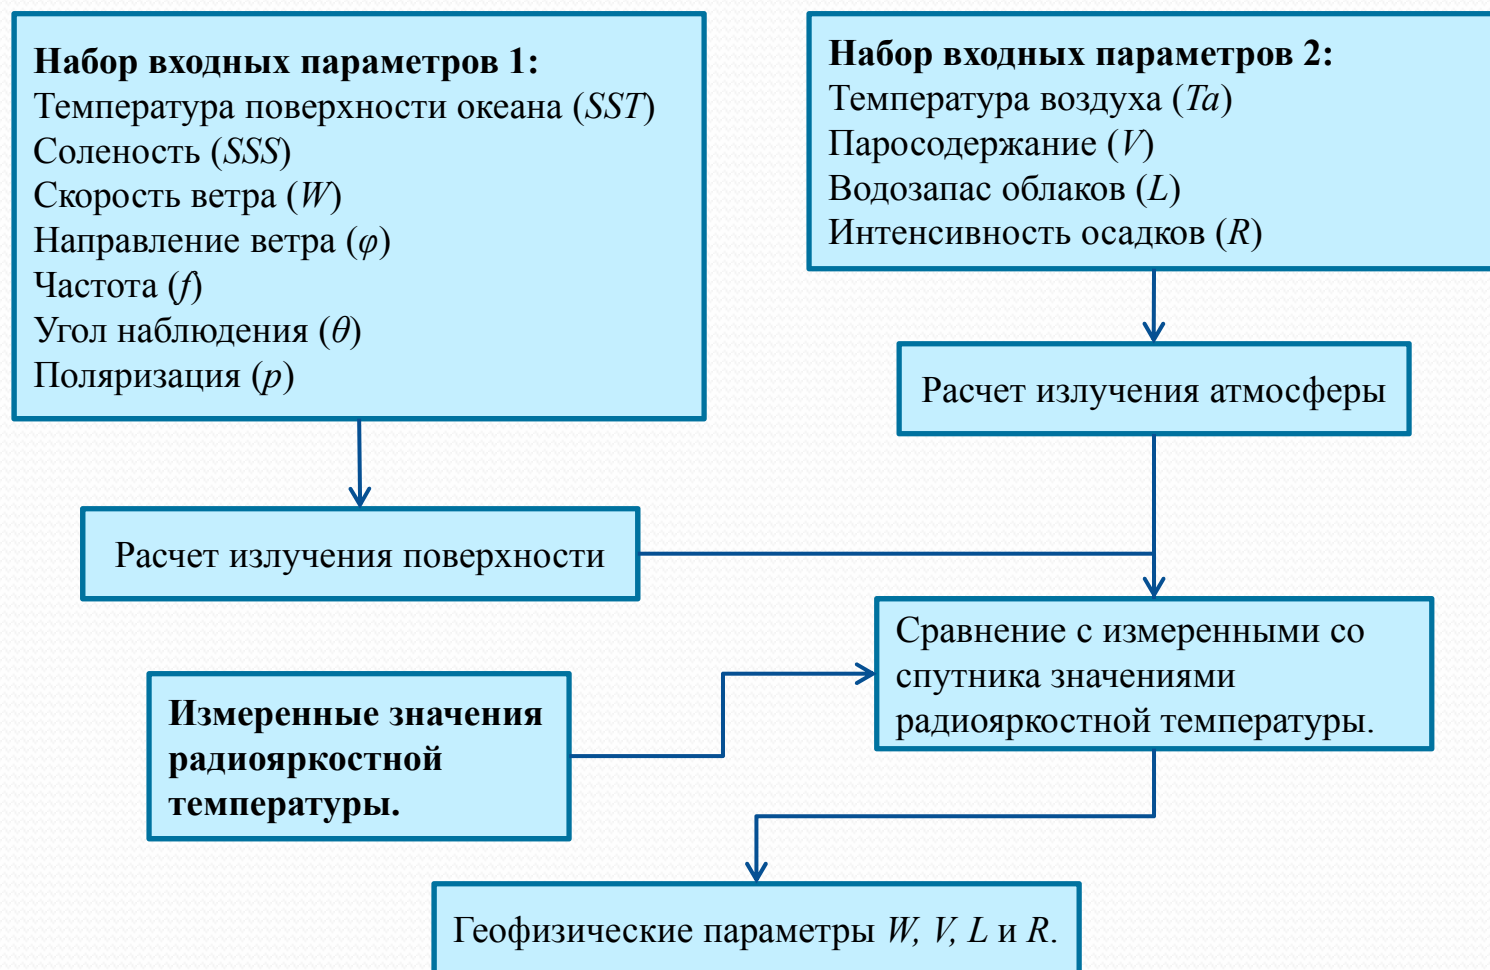 Набор входных параметров 1:
Температура поверхности океана (SST)
Соленость (SSS)
Скорость ветра (W)
Направление ветра (φ)
Частота (f)
Угол наблюдения (θ)
Поляризация (p)
Набор входных параметров 2:
Температура воздуха (Ta)
Паросодержание (V)
Водозапас облаков (L)
Интенсивность осадков (R)
Расчет излучения атмосферы
Расчет излучения поверхности
Сравнение с измеренными со
спутника значениями
радиояркостной температуры.
Измеренные значения
радиояркостной
температуры.
Геофизические параметры W, V, L и R.